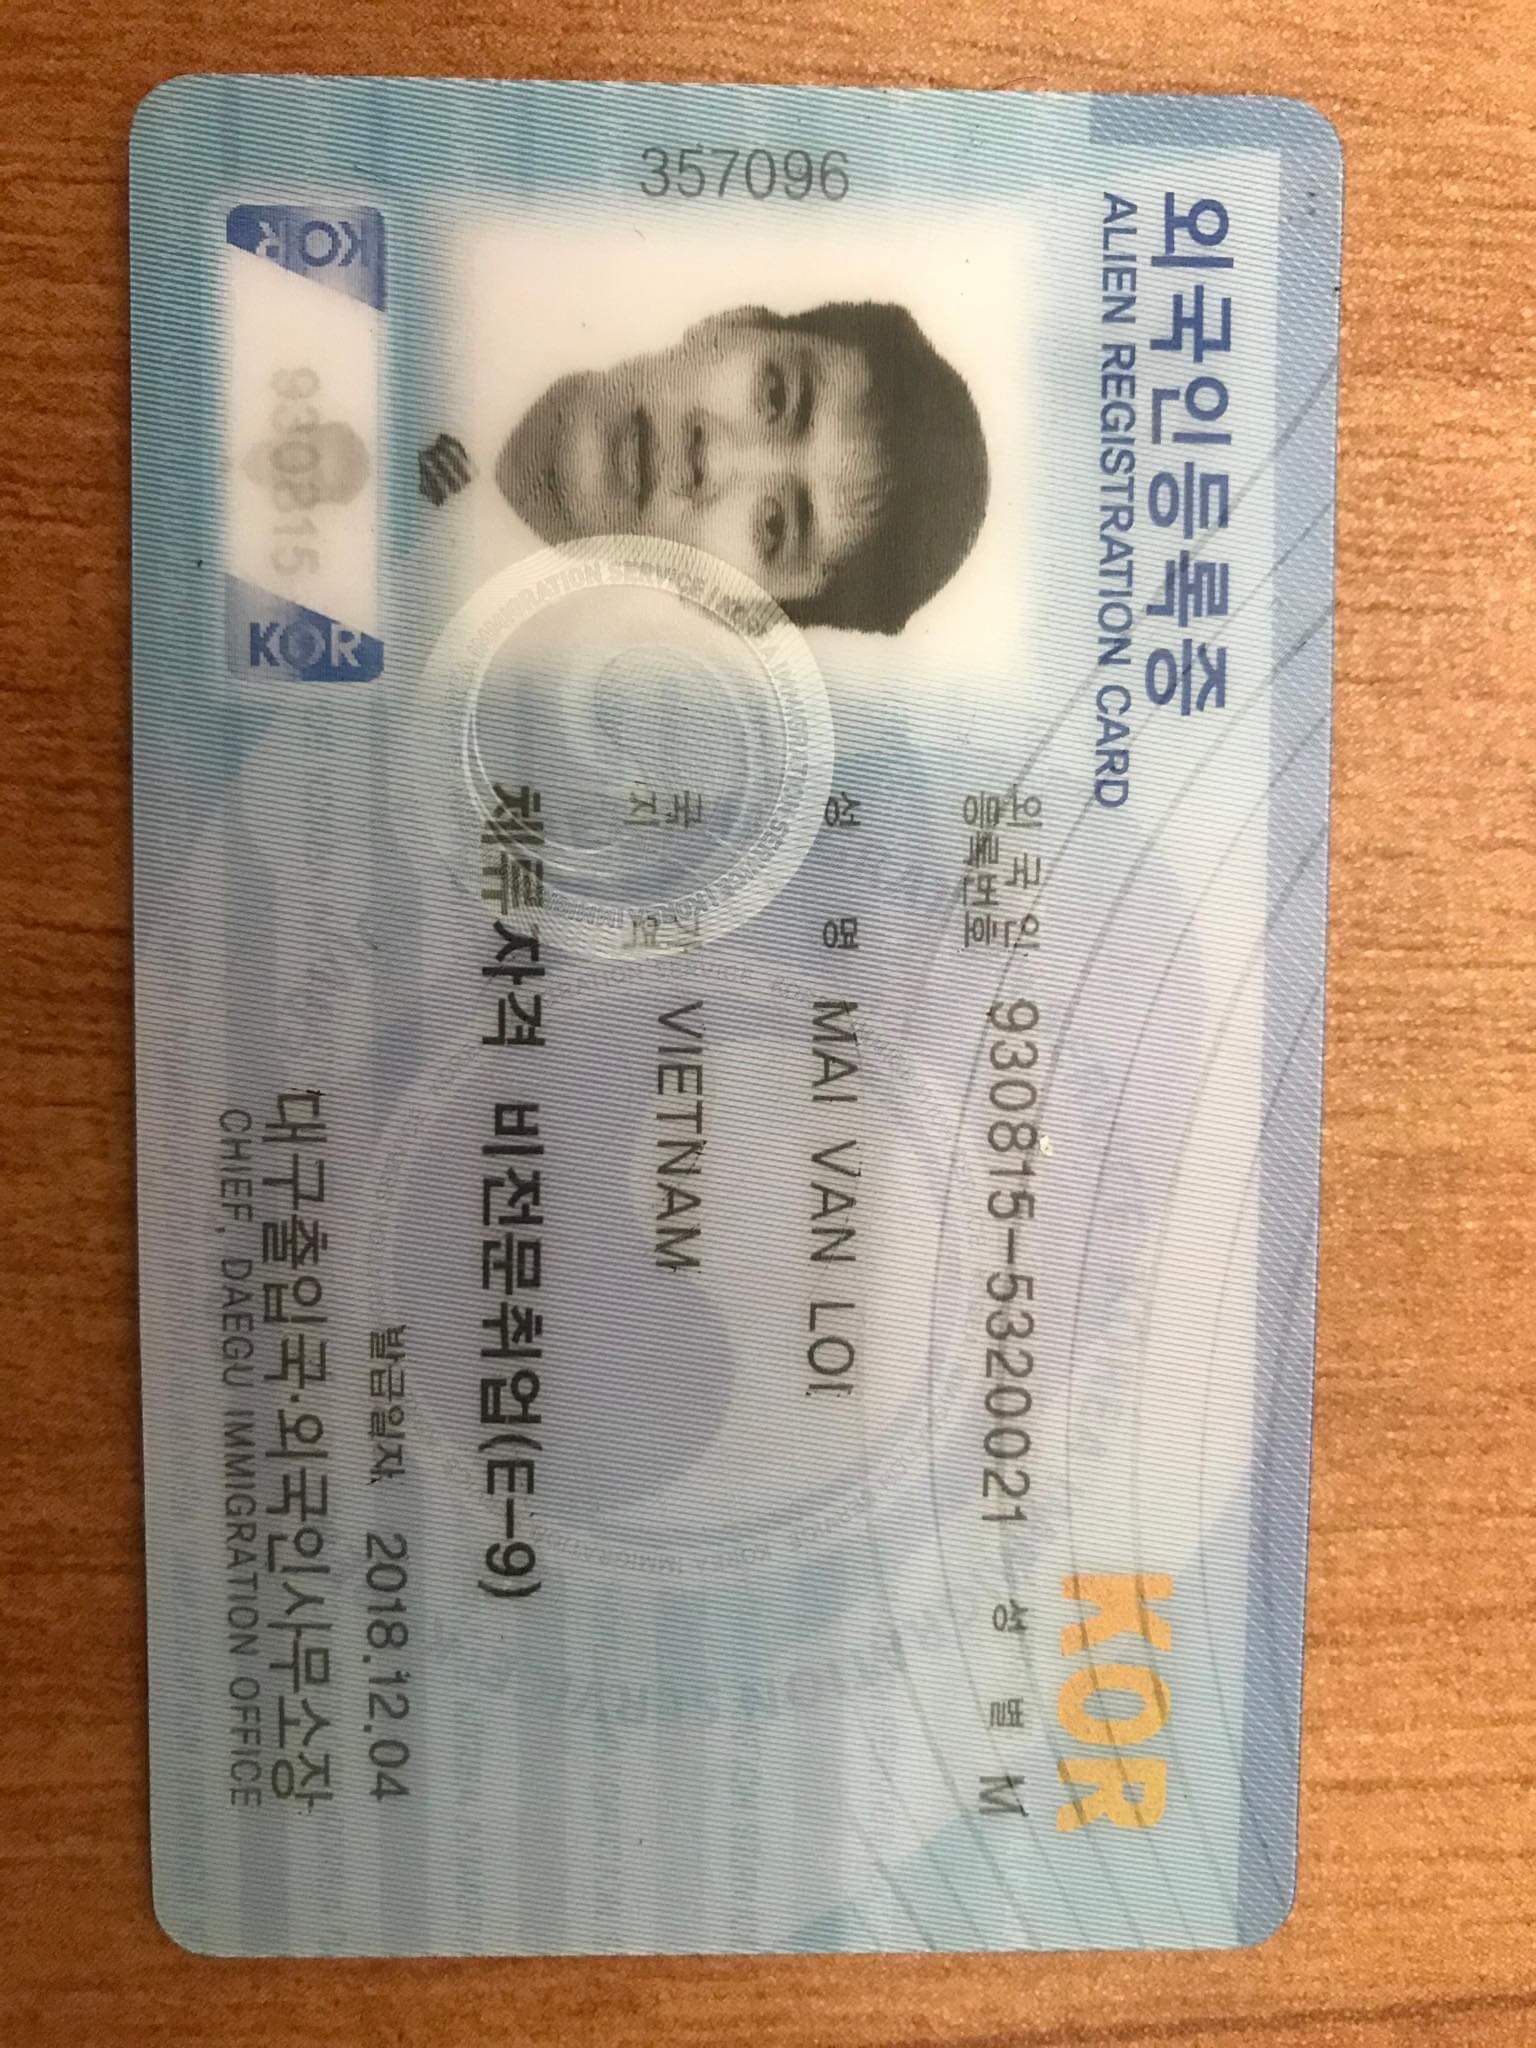 외국인등록증
ALIEN REGISTRATION CARD
KOR
357096
외국인
등록번호 930815-5320021 성 별 M
성 명 MAI VAN LOI
국가
지역 VIETNAM
체류자격 비전문취업(E-9)
발급일자 2018.12.04
대구출입국·외국인사무소장
CHIEF, DAEGU IMMIGRATION OFFICE
KOR
930815
KOR
IMMIGRATION SERVICE